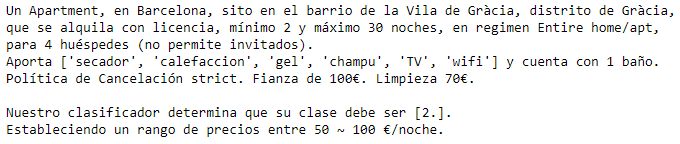 Un Apartment, en Barcelona, sito en el barrio de la Vila de Gràcia, distrito de Gràcia,
que se alquila con licencia, mínimo 2 y máximo 30 noches, en regimen Entire home/apt,
para 4 huéspedes (no permite invitados).
Aporta ['secador', 'calefaccion', 'gel', 'champu', 'TV', 'wifi'] y cuenta con 1 baño.
Política de Cancelación strict. Fianza de 100€. Limpieza 70€.

Nuestro clasificador determina que su clase debe ser [2.].
Estableciendo un rango de precios entre 50 ~ 100 €/noche.